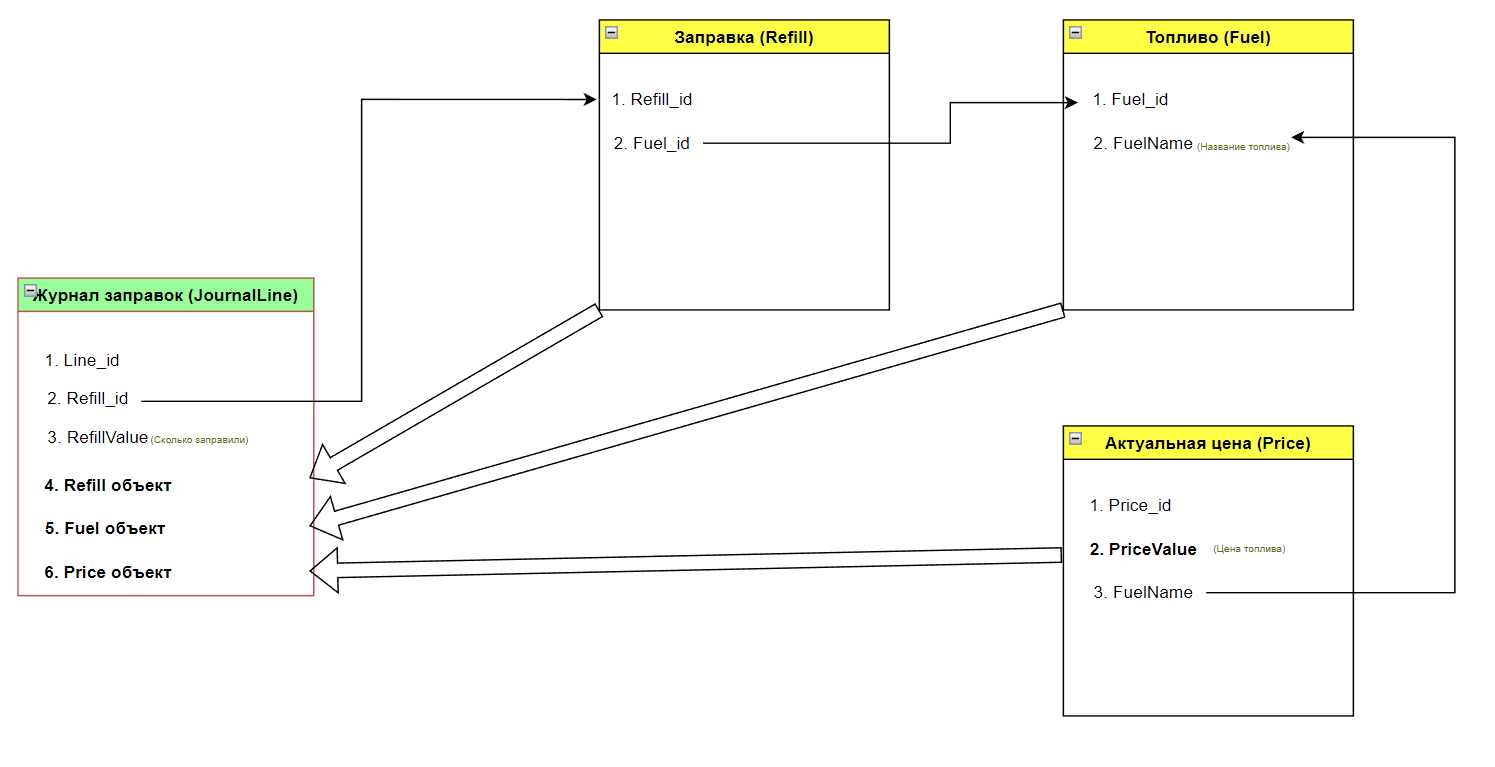 Заправка (Refill)
1. Refill_id
2. Fuel_id
Топливо (Fuel)
1. Fuel_id
2. FuelName (Название топлива)
Журнал заправок (JournalLine)
1. Line_id
2. Refill_id
3. RefillValue (Сколько заправили)
4. Refill объект
5. Fuel объект
6. Price объект
Актуальная цена (Price)
1. Price_id
2. PriceValue (Цена топлива)
3. FuelName